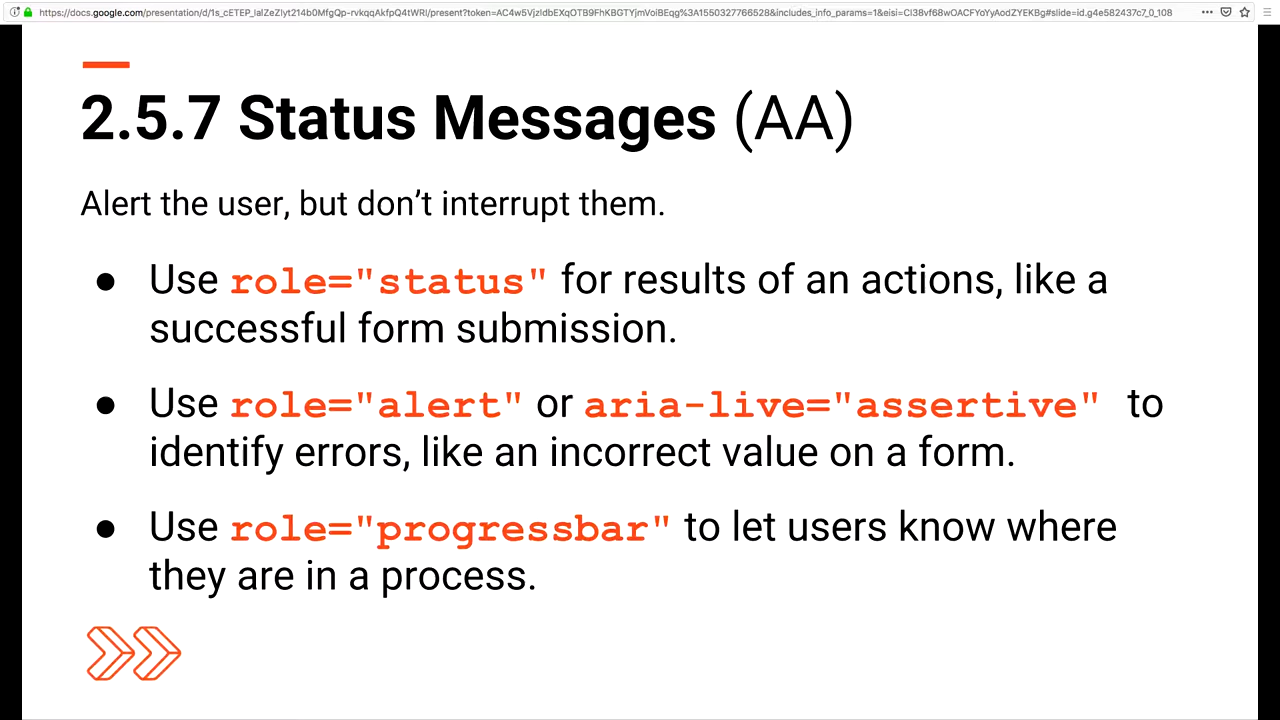 https://docs.google.com/presentation/d/1s_cETEP_IaIZeZIyt214b0MfgQp-rvkqqAkfpQ4tWRI/present?token=AC4w5VjzIdbEXqOTB9FhKBGTYjmVoiBEqg%3A1550727766528&includes_info_params=1&eisi=CI38vf68wOACFYoYyAodZYEKBg#slide=id.g4e582437c7_0_108
2.5.7 Status Messages (AA)
Alert the user, but don’t interrupt them.
● Use role="status" for results of an actions, like a
successful form submission.
● Use role="alert" or aria-live="assertive" to
identify errors, like an incorrect value on a form.
● Use role="progressbar" to let users know where
they are in a process.